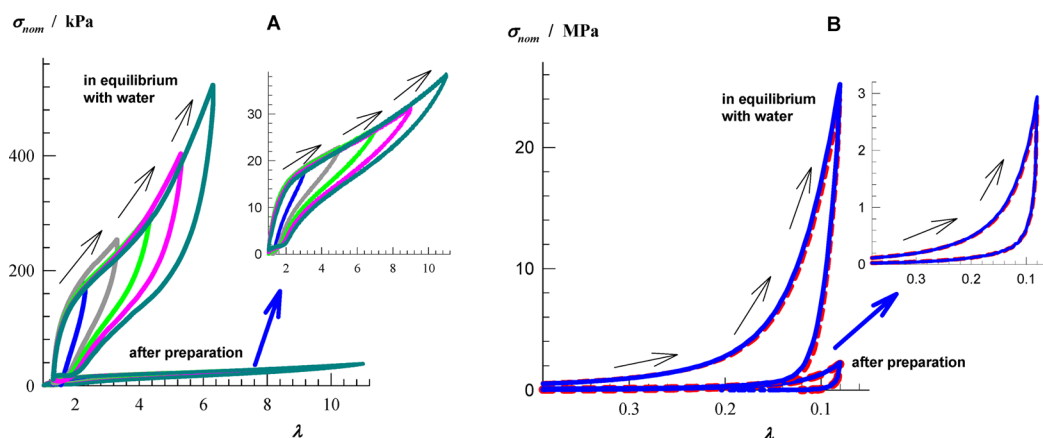 A
σnom / kPa
in equilibrium
with water
400
200
0
2
4
6
8
10
λ
after preparation
30
20
10
0
2
4
6
8
10
B
σnom / MPa
in equilibrium
with water
20
10
0
0.3
0.2
0.1
λ
after preparation
3
2
1
0
0.3
0.2
0.1